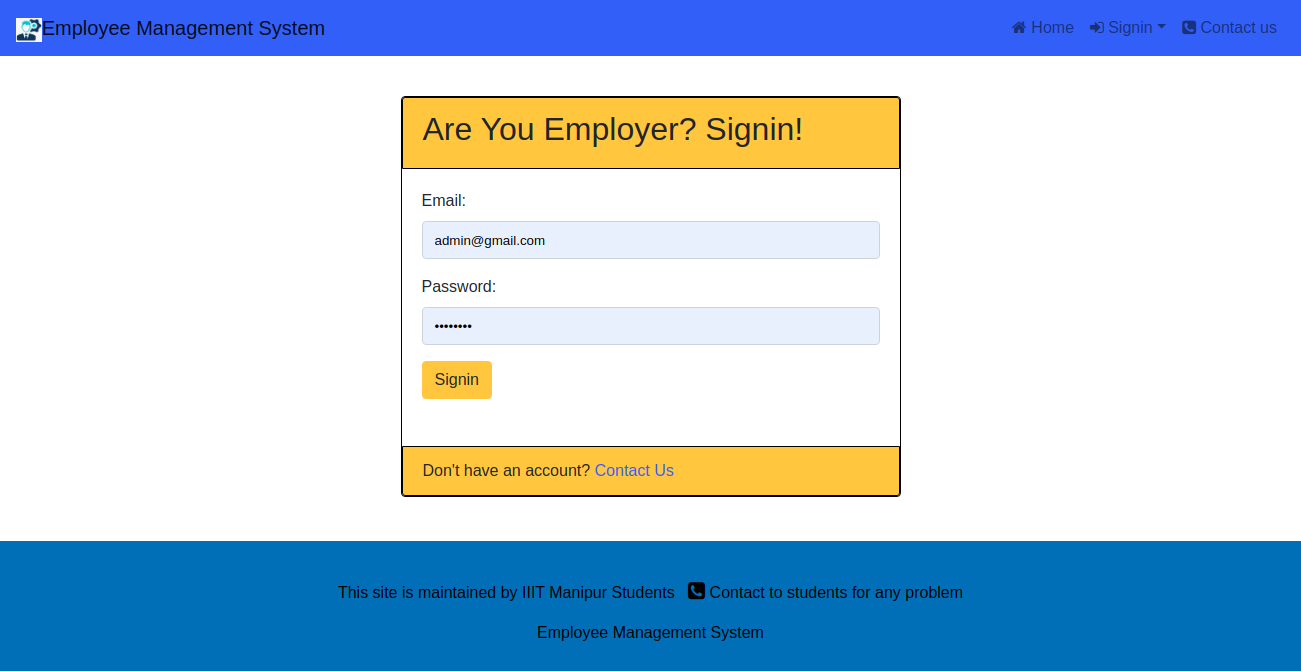 Employee Management System Home Signin Contact us
Are You Employer? Signin!
Email:
admin@gmail.com
Password:
••••••••
Signin
Don't have an account? Contact Us
This site is maintained by IIIT Manipur Students Contact to students for any problem
Employee Management System